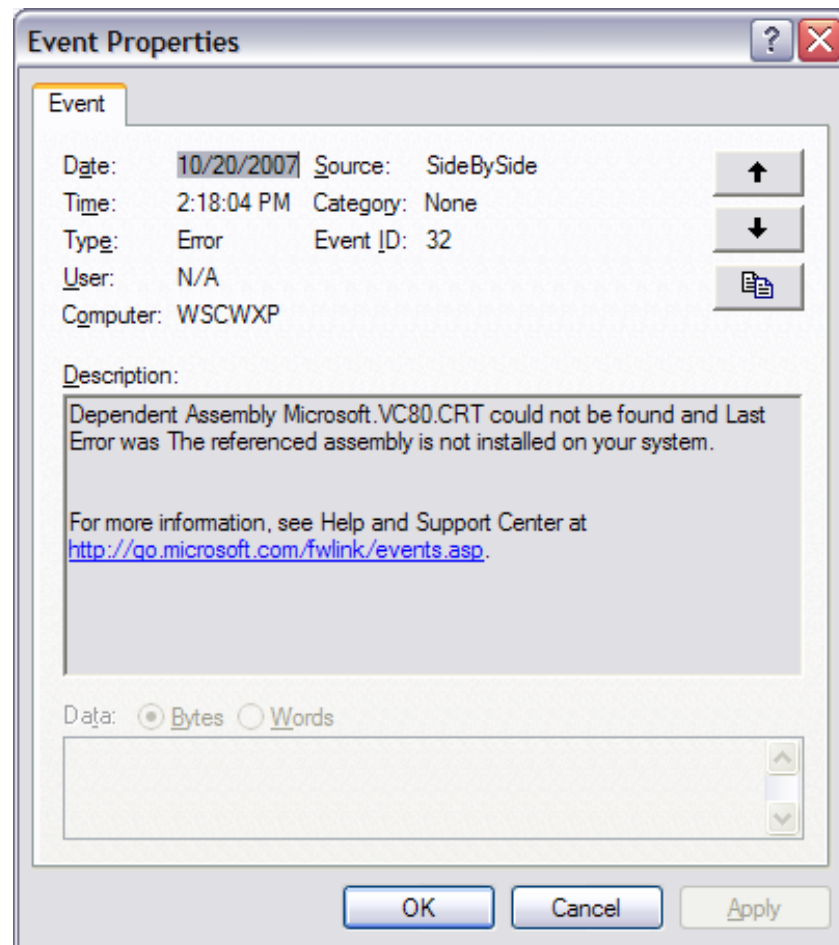 Event Properties
Event
Date: 10/20/2007 Source: SideBySide
Time: 2:18:04 PM Category: None
Type: Error Event ID: 32
User: N/A
Computer: WSCWXP
Description:
Dependent Assembly Microsoft.VC80.CRT could not be found and Last
Error was The referenced assembly is not installed on your system.
For more information, see Help and Support Center at
http://go.microsoft.com/fwlink/events.asp.
Data: Bytes Words
OK Cancel Apply